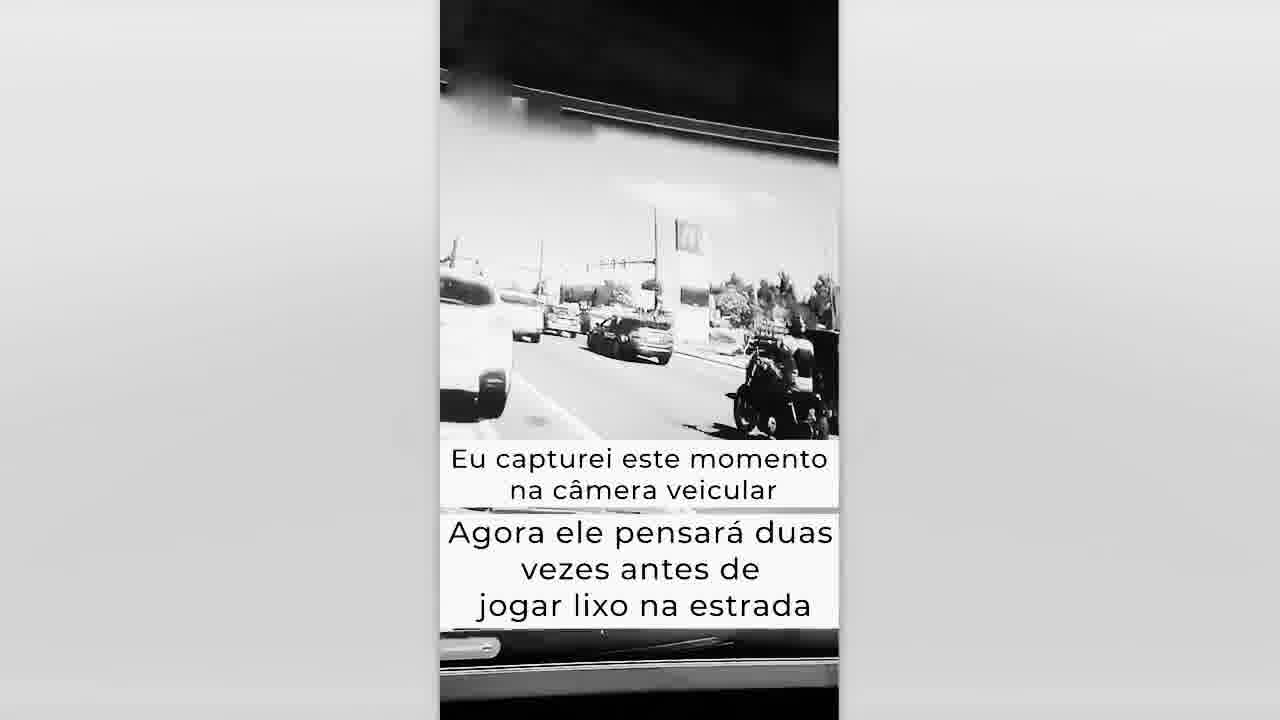 Eu capturei este momento
na câmera veicular
Agora ele pensará duas
vezes antes de
jogar lixo na estrada